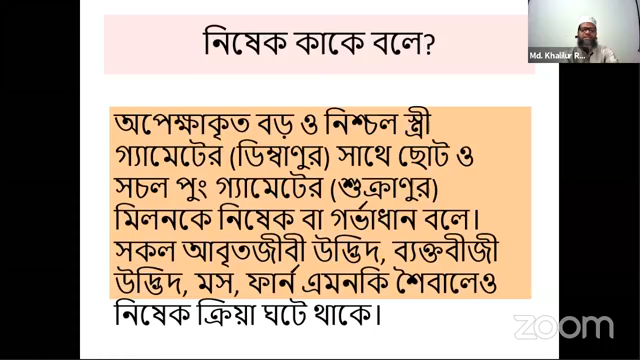 নিষেক কাকে বলে?
Md. Khalilur R...
অপেক্ষাকৃত বড় ও নিশ্চল স্ত্রী
গ্যামেটের (ডিম্বাণুর) সাথে ছোট ও
সচল পুং গ্যামেটের (শুক্রাণুর)
মিলনকে নিষেক বা গর্ভাধান বলে।
সকল আবৃতজীবী উদ্ভিদ, ব্যক্তবীজী
উদ্ভিদ, মস, ফার্ন এমনকি শৈবালেও
নিষেক ক্রিয়া ঘটে থাকে।
zoom